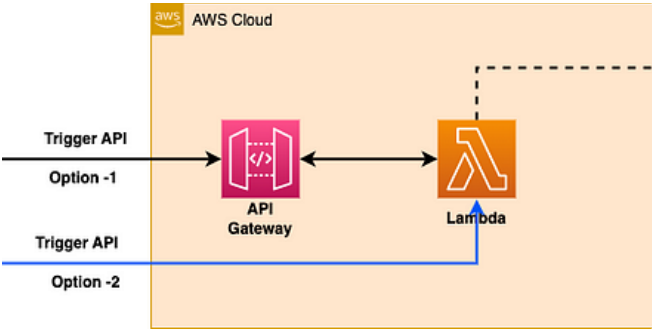 aws
AWS Cloud
Trigger API
Option -1
</>
API
Gateway
Lambda
Trigger API
Option -2